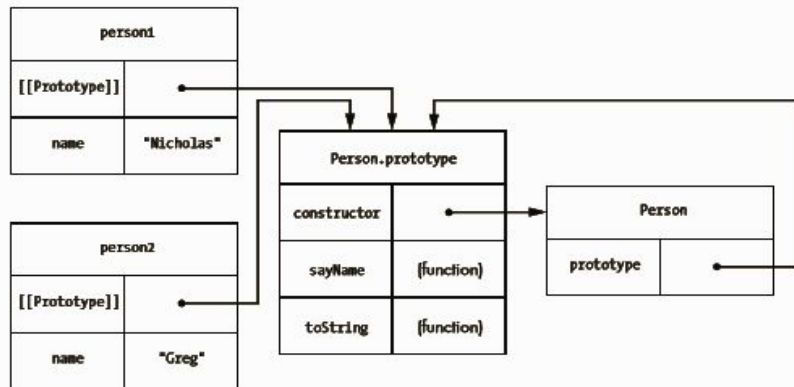 person1
[[Prototype]]
name "Nicholas"
person2
[[Prototype]]
name "Greg"
Person.prototype
constructor
sayName (function)
toString (function)
Person
prototype